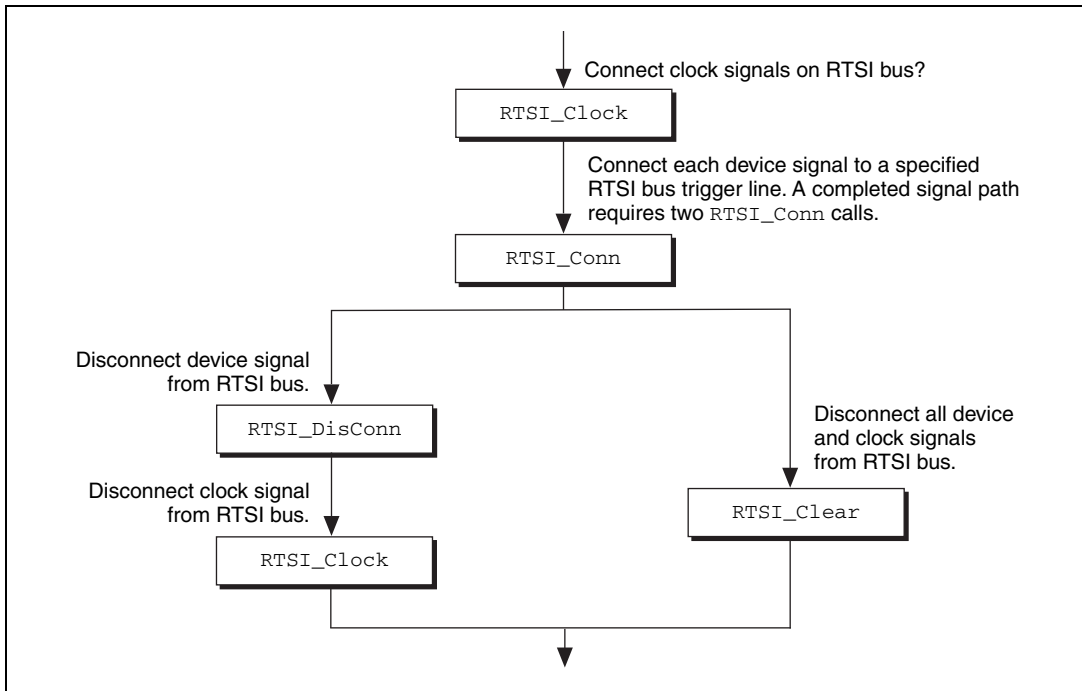 Connect clock signals on RTSI bus?
RTSI_Clock
Connect each device signal to a specified
RTSI bus trigger line. A completed signal path
requires two RTSI_Conn calls.
RTSI_Conn
Disconnect device signal
from RTSI bus.
RTSI_DisConn
Disconnect clock signal
from RTSI bus.
RTSI_Clock
Disconnect all device
and clock signals
from RTSI bus.
RTSI_Clear